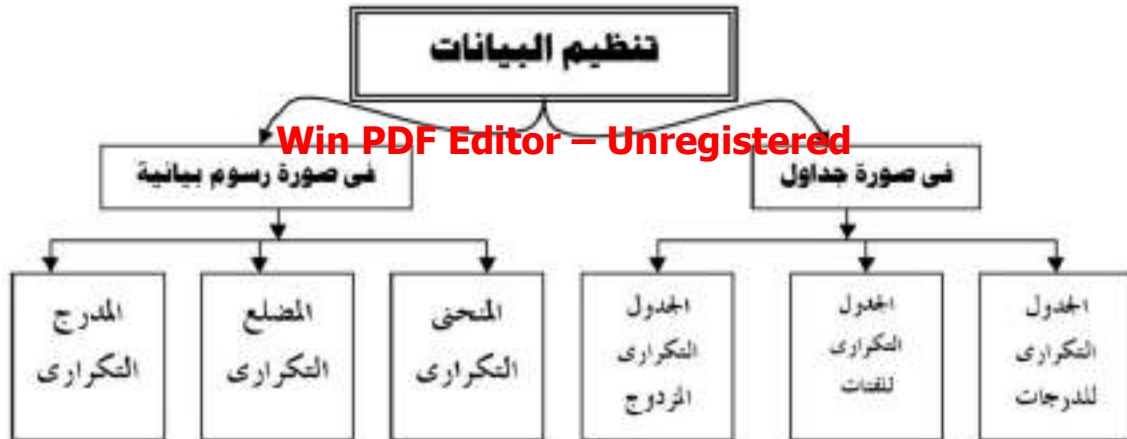 تنظيم البيانات
Win PDF Editor – Unregistered
فى صورة جداول
فى صورة رسوم بيانية
الجدول
التكرارى
للدرجات
الجدول
التكرارى
للفئات
الجدول
التكرارى
المزدوج
المنحنى
التكرارى
المضلع
التكرارى
المدرج
التكرارى